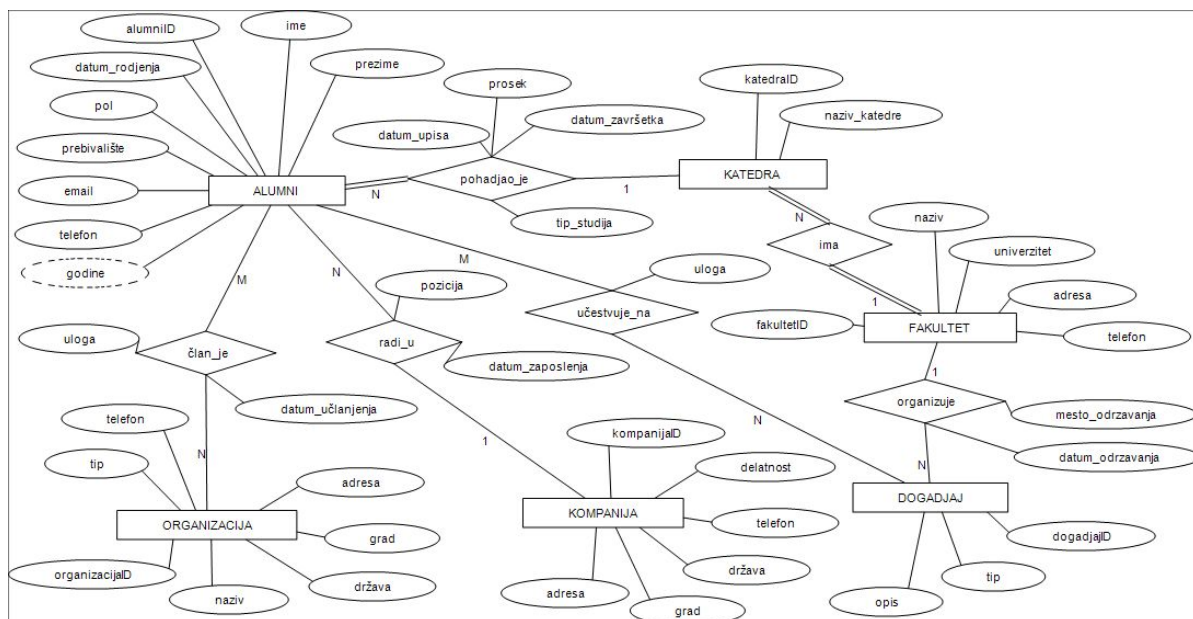 ime
alumniID
datum_rodjenja
prezime
pol
prosek
katedraID
datum_upisa
datum_završetka
naziv_katedre
prebivalište
pohadjao_je
KATEDRA
email
ALUMNI
N
1
telefon
tip_studija
N
naziv
godine
ima
univerzitet
M
N
M
uloga
adresa
pozicija
1
fakultetID
FAKULTET
telefon
učestvuje_na
uloga
član_je
radi_u
datum_zaposlenja
1
datum_učlanjenja
organizuje
mesto_odrzavanja
telefon
N
kompanijaID
datum_odrzavanja
1
tip
N
delatnost
N
adresa
ORGANIZACIJA
KOMPANIJA
DOGADJAJ
telefon
grad
dogadjajID
organizacijaID
naziv
država
država
tip
adresa
grad
opis